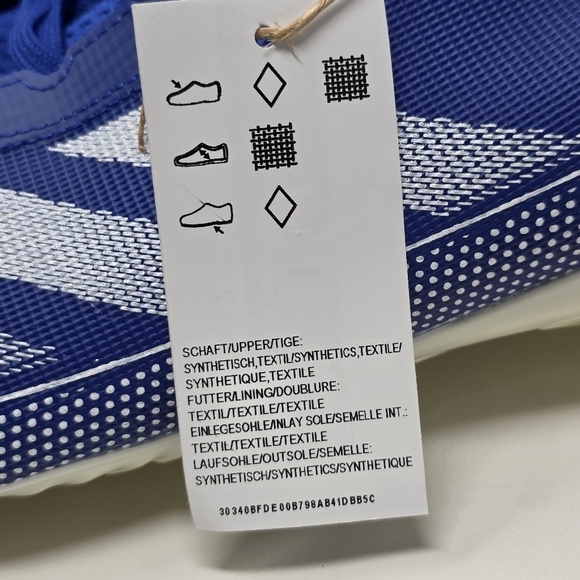 SCHAFT/UPPER/TIGE:
SYNTHETISCH,TEXTIL/SYNTHETICS,TEXTILE/
SYNTHETIQUE,TEXTILE
FUTTER/LINING/DOUBLURE:
TEXTIL/TEXTILE/TEXTILE
EINLEGESOHLE/INLAY SOLE/SEMELLE INT.:
TEXTIL/TEXTILE/TEXTILE
LAUFSOHLE/OUTSOLE/SEMELLE:
SYNTHETISCH/SYNTHETICS/SYNTHETIQUE
30340BFDE00B798AB41DBB5C